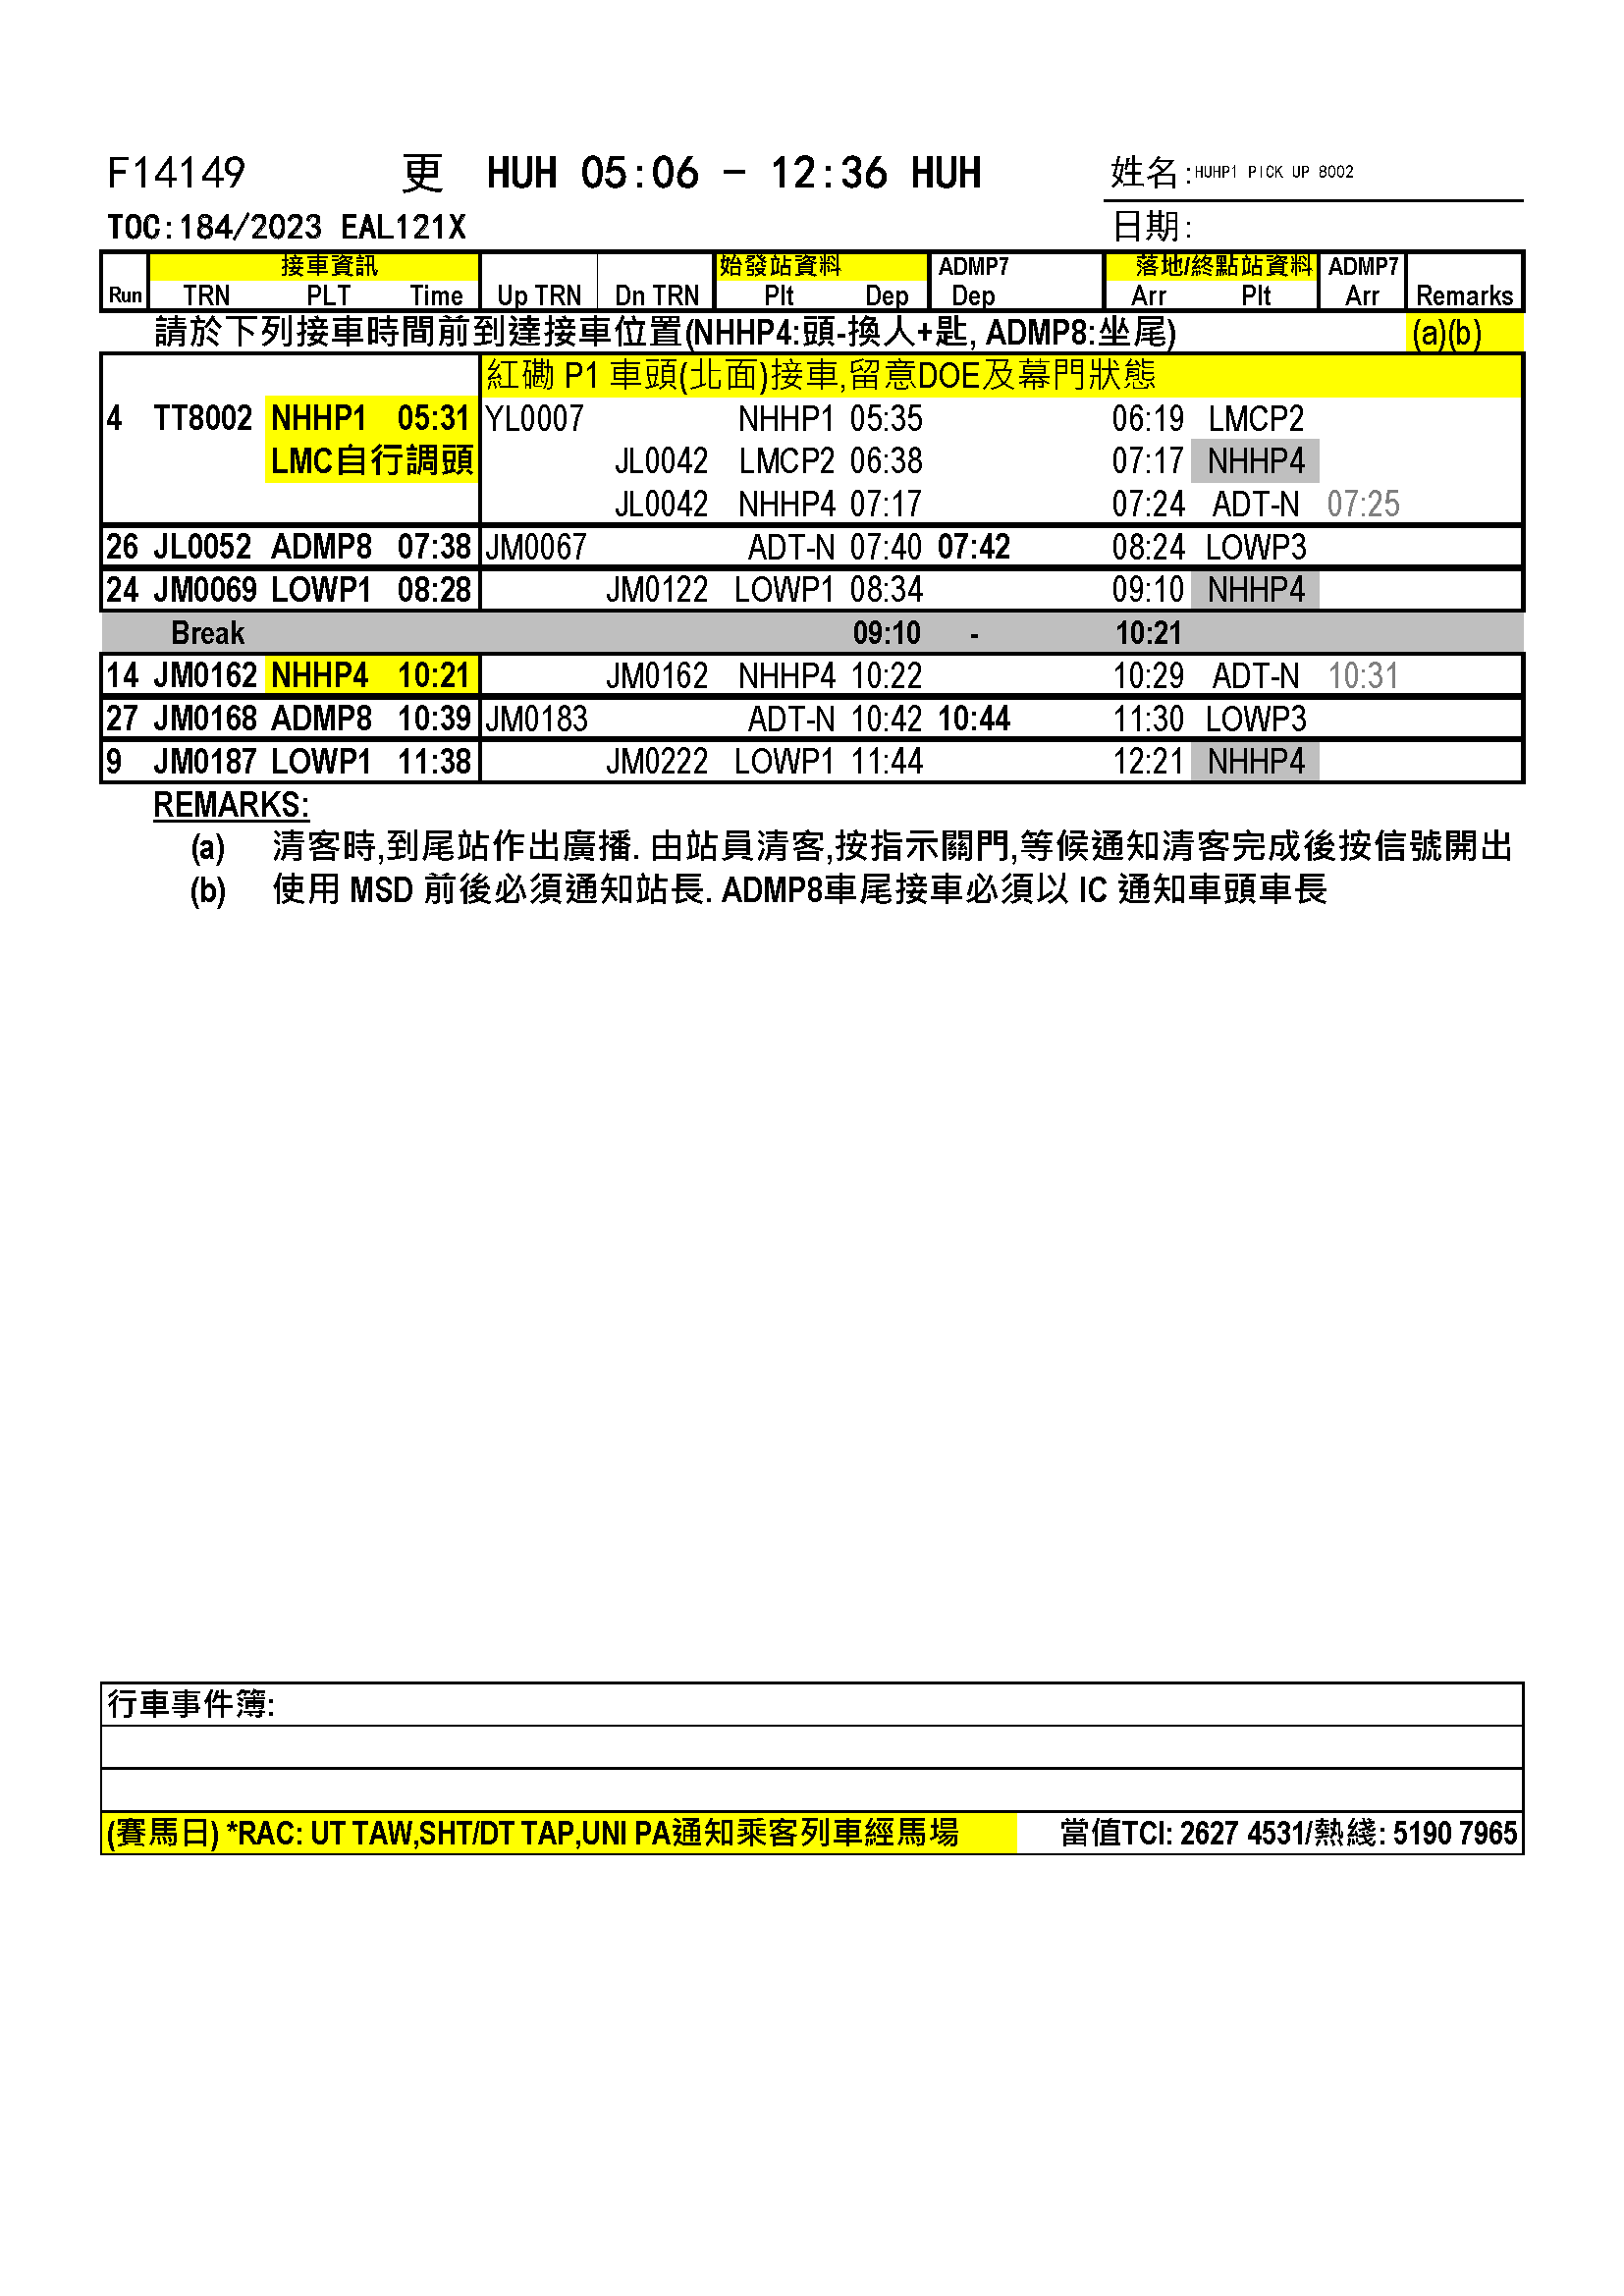 F14149 更 HUH 05:06 - 12:36 HUH 姓名:HUHP1 PICK UP 8002
TOC:184/2023 EAL121X 日期:
接車資訊 始發站資料 ADMP7 落地/終點站資料 ADMP7
Run TRN PLT Time Up TRN Dn TRN Plt Dep Dep Arr Plt Arr Remarks
請於下列接車時間前到達接車位置(NHHP4:頭-換人+匙, ADMP8:坐尾) (a)(b)
紅磡 P1 車頭(北面)接車,留意DOE及幕門狀態
4 TT8002 NHHP1 05:31 YL0007 NHHP1 05:35 06:19 LMCP2
LMC自行調頭 JL0042 LMCP2 06:38 07:17 NHHP4
JL0042 NHHP4 07:17 07:24 ADT-N 07:25
26 JL0052 ADMP8 07:38 JM0067 ADT-N 07:40 07:42 08:24 LOWP3
24 JM0069 LOWP1 08:28 JM0122 LOWP1 08:34 09:10 NHHP4
Break 09:10 - 10:21
14 JM0162 NHHP4 10:21 JM0162 NHHP4 10:22 10:29 ADT-N 10:31
27 JM0168 ADMP8 10:39 JM0183 ADT-N 10:42 10:44 11:30 LOWP3
9 JM0187 LOWP1 11:38 JM0222 LOWP1 11:44 12:21 NHHP4
REMARKS:
(a) 清客時,到尾站作出廣播. 由站員清客,按指示關門,等候通知清客完成後按信號開出
(b) 使用 MSD 前後必須通知站長. ADMP8車尾接車必須以 IC 通知車頭車長
行車事件簿:
(賽馬日) *RAC: UT TAW,SHT/DT TAP,UNI PA通知乘客列車經馬場 當值TCI: 2627 4531/熱綫: 5190 7965